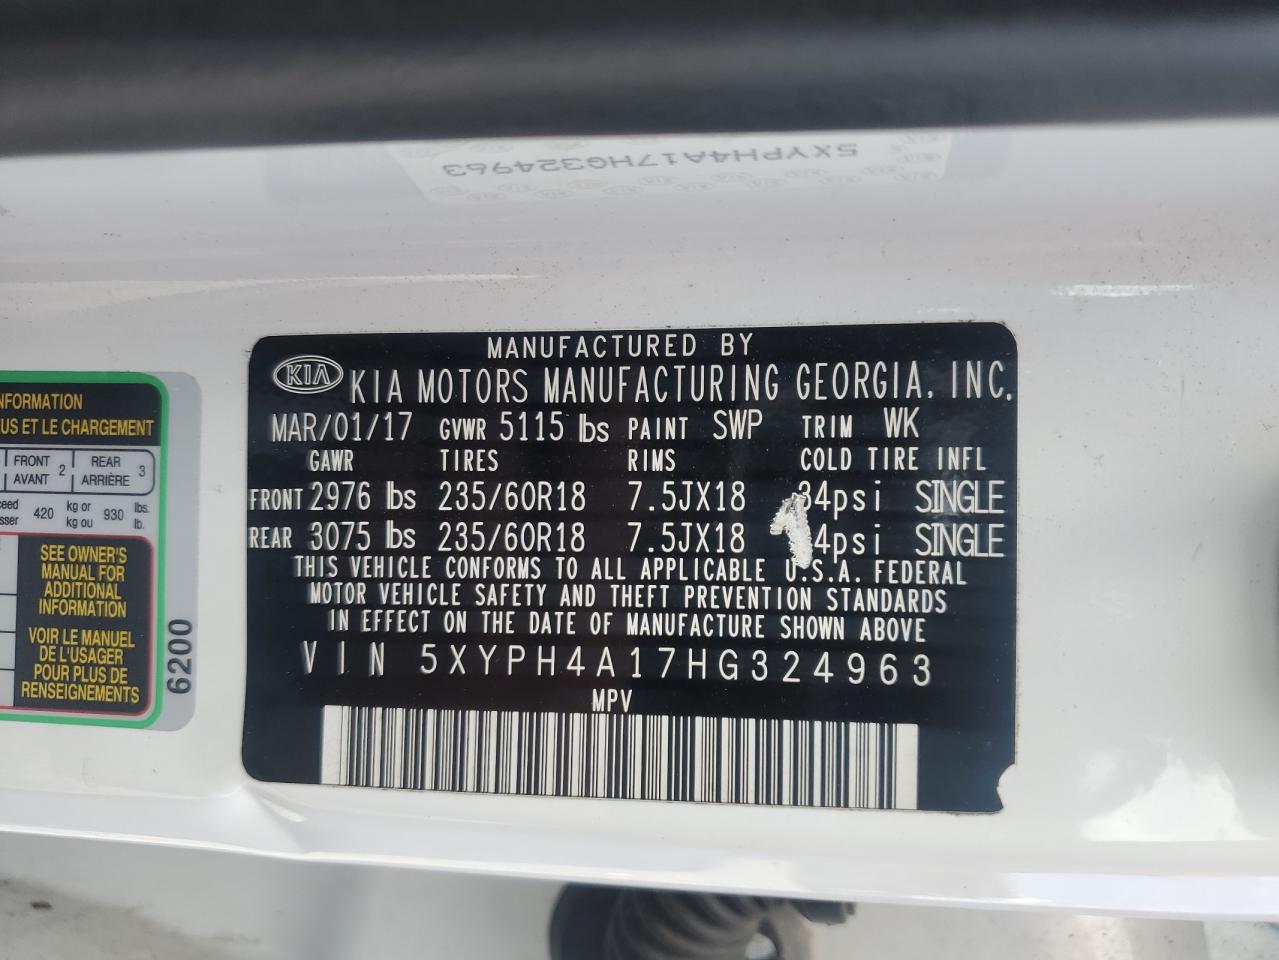 5XYPH4A17HG324963
MANUFACTURED BY
KIA KIA MOTORS MANUFACTURING GEORGIA, INC.
MAR/01/17 GVWR 5115 lbs PAINT SWP TRIM WK
GAWR TIRES RIMS COLD TIRE INFL
FRONT 2976 lbs 235/60R18 7.5JX18 34psi SINGLE
REAR 3075 lbs 235/60R18 7.5JX18 4psi SINGLE
THIS VEHICLE CONFORMS TO ALL APPLICABLE U.S.A. FEDERAL
MOTOR VEHICLE SAFETY AND THEFT PREVENTION STANDARDS
IN EFFECT ON THE DATE OF MANUFACTURE SHOWN ABOVE
VIN 5XYPH4A17HG324963
MPV
NFORMATION
US ET LE CHARGEMENT
FRONT 2 REAR 3
AVANT ARRIÈRE
420 kg or 930 lbs.
kg ou lb.
SEE OWNER'S
MANUAL FOR
ADDITIONAL
INFORMATION
VOIR LE MANUEL
DE L'USAGER
POUR PLUS DE
RENSEIGNEMENTS
6200